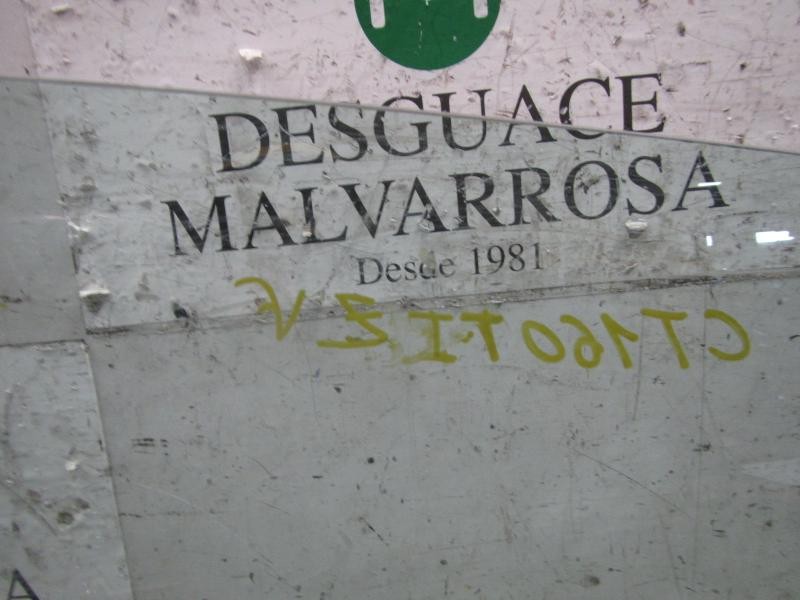 DESGUACE
MALVARROSA
Desde 1981
A